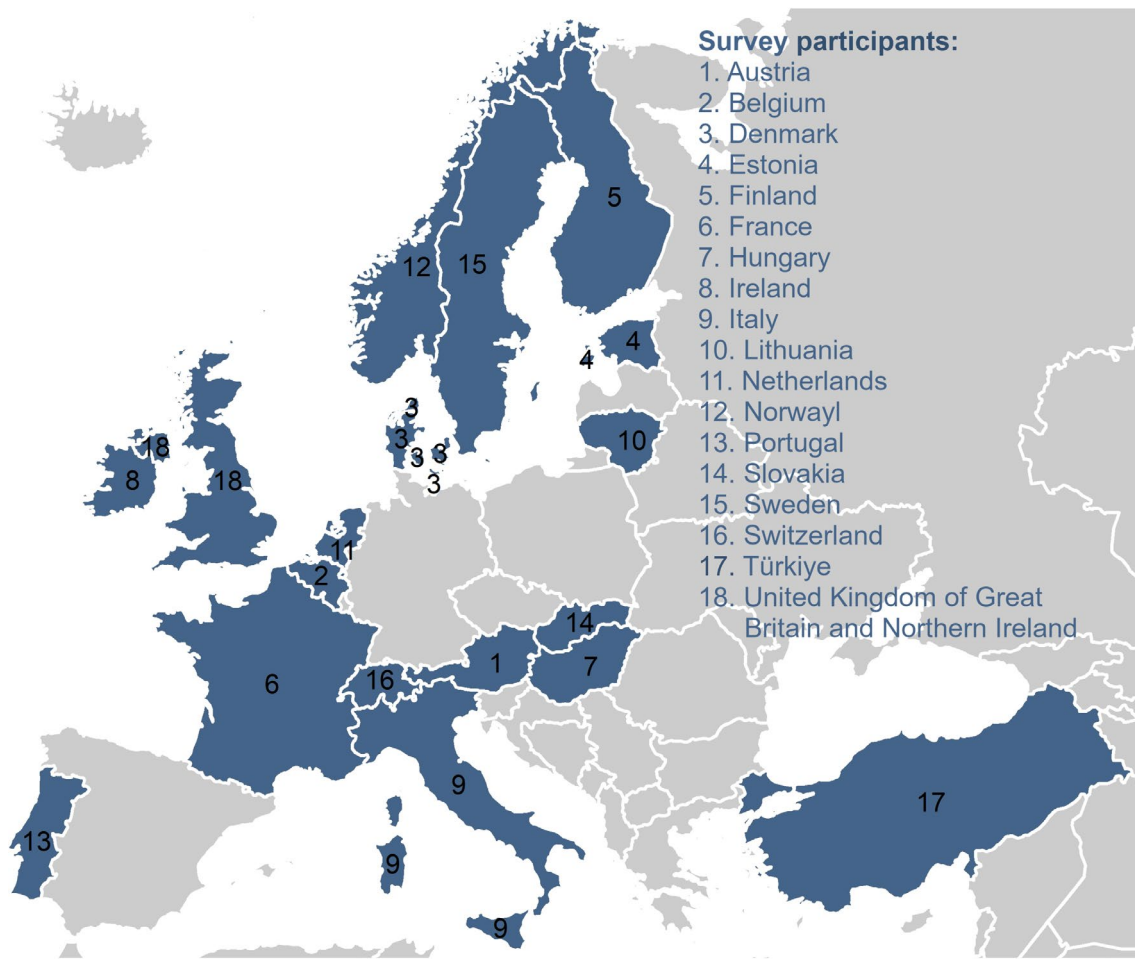 Survey participants:
1. Austria
2. Belgium
3. Denmark
4. Estonia
5. Finland
6. France
7. Hungary
8. Ireland
9. Italy
10. Lithuania
11. Netherlands
12. Norwayl
13. Portugal
14. Slovakia
15. Sweden
16. Switzerland
17. Türkiye
18. United Kingdom of Great
Britain and Northern Ireland
5
12
15
4
4
3
3
3
3
3
10
18
8
18
11
2
14
1
7
16
6
9
17
13
9
9